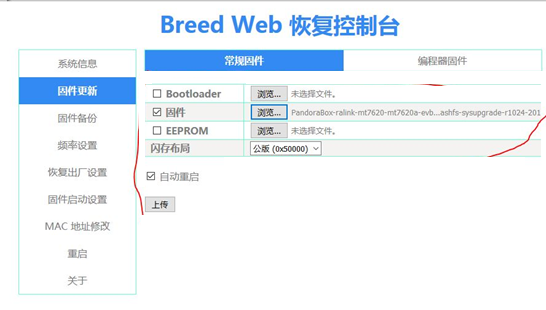 Breed Web 恢复控制台
系统信息
固件更新
固件备份
频率设置
恢复出厂设置
固件启动设置
MAC 地址修改
重启
关于
常规固件 编程器固件
Bootloader 浏览... 未选择文件。
固件 浏览... PandoraBox-ralink-mt7620-mt7620a-evb...ashfs-sysupgrade-r1024-201
EEPROM 浏览... 未选择文件。
闪存布局 公版 (0x50000)
自动重启
上传